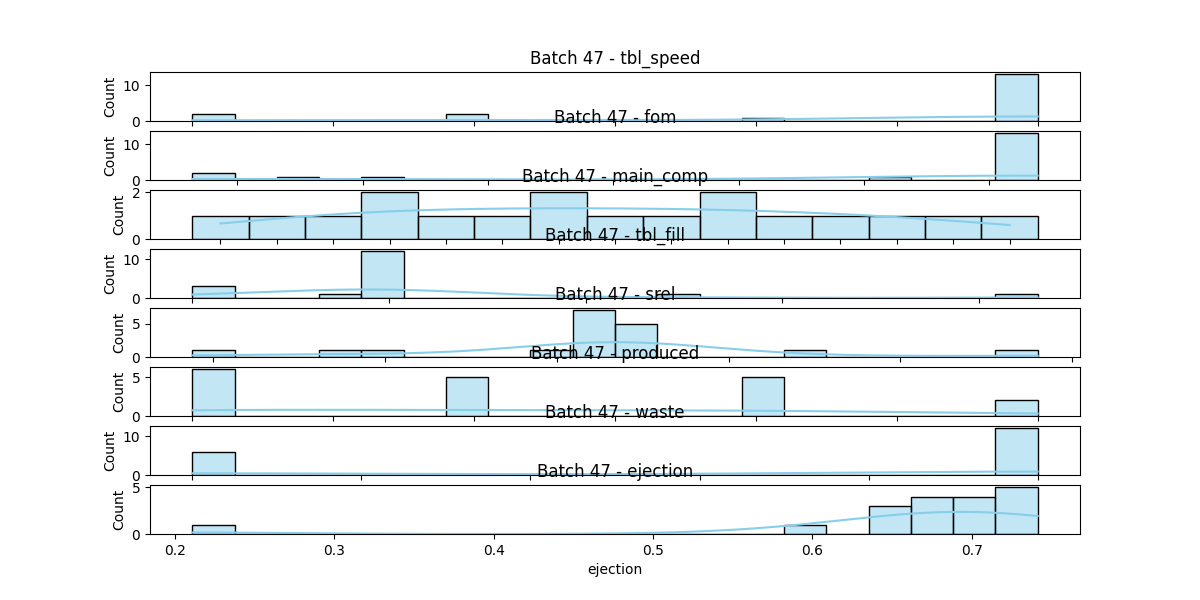 Batch 47 - tbl_speed
Count
10
0
Batch 47 - fom
Count
10
0
Batch 47 - main_comp
Count
2
0
Batch 47 - tbl_fill
Count
10
0
Batch 47 - srel
Count
5
0
Batch 47 - produced
Count
5
0
Batch 47 - waste
Count
10
0
Batch 47 - ejection
Count
5
0
0.2 0.3 0.4 0.5 0.6 0.7
ejection